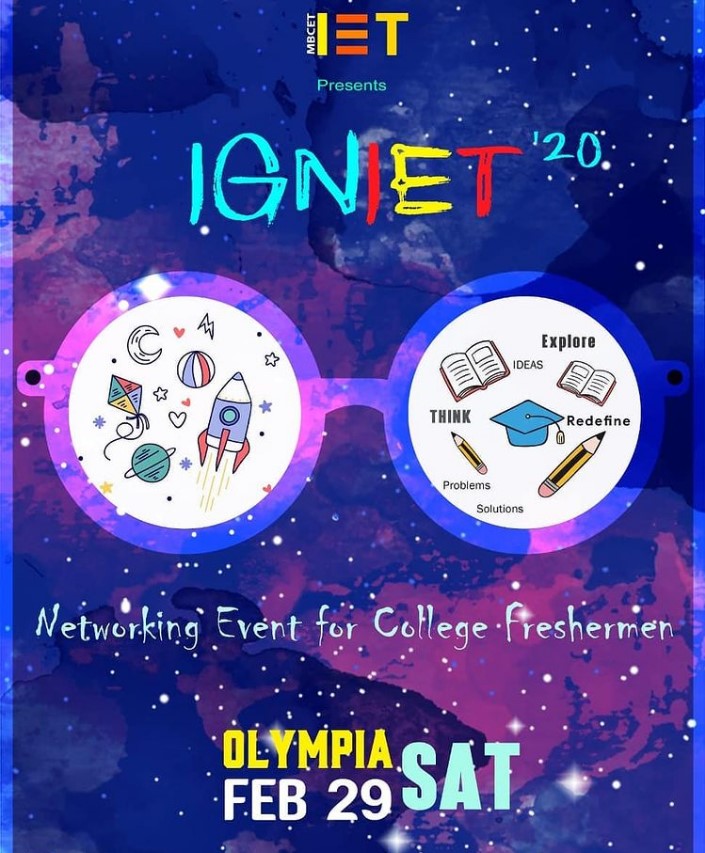 MBCET
IET
Presents
IGNIET '20
Explore
IDEAS
THINK
Redefine
Problems
Solutions
Networking Event for College Freshermen
OLYMPIA
FEB 29
SAT